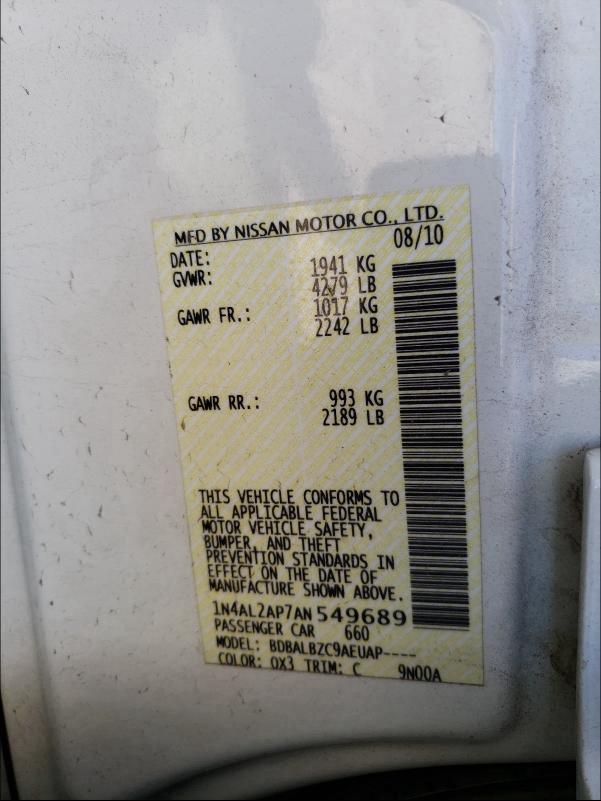 MFD BY NISSAN MOTOR CO., LTD.
DATE: 08/10
GVWR: 1941 KG
4279 LB
GAWR FR.: 1017 KG
2242 LB
GAWR RR.: 993 KG
2189 LB
THIS VEHICLE CONFORMS TO
ALL APPLICABLE FEDERAL
MOTOR VEHICLE SAFETY,
BUMPER, AND THEFT
PREVENTION STANDARDS IN
EFFECT ON THE DATE OF
MANUFACTURE SHOWN ABOVE.
1N4AL2AP7AN549689
PASSENGER CAR 660
MODEL: BDBALBZC9AEUAP----
COLOR: QX3 TRIM: C 9N00A